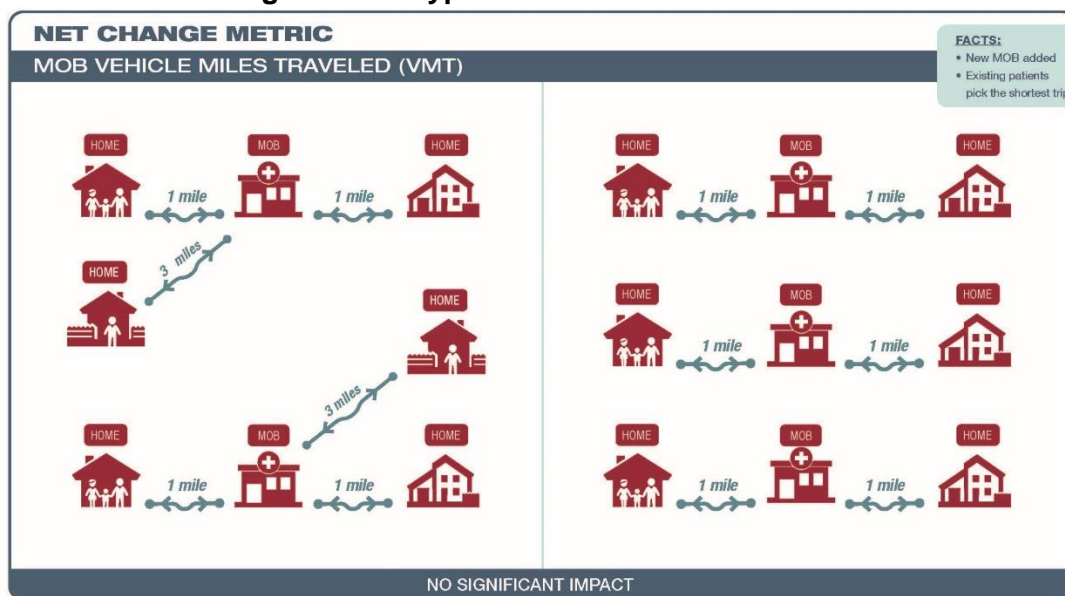 NET CHANGE METRIC
MOB VEHICLE MILES TRAVELED (VMT)
FACTS:
• New MOB added
• Existing patients
pick the shortest trip
HOME
MOB
HOME
1 mile
1 mile
3 miles
HOME
HOME
3 miles
HOME
MOB
HOME
1 mile
1 mile
HOME
MOB
HOME
1 mile
1 mile
HOME
MOB
HOME
1 mile
1 mile
HOME
MOB
HOME
1 mile
1 mile
NO SIGNIFICANT IMPACT